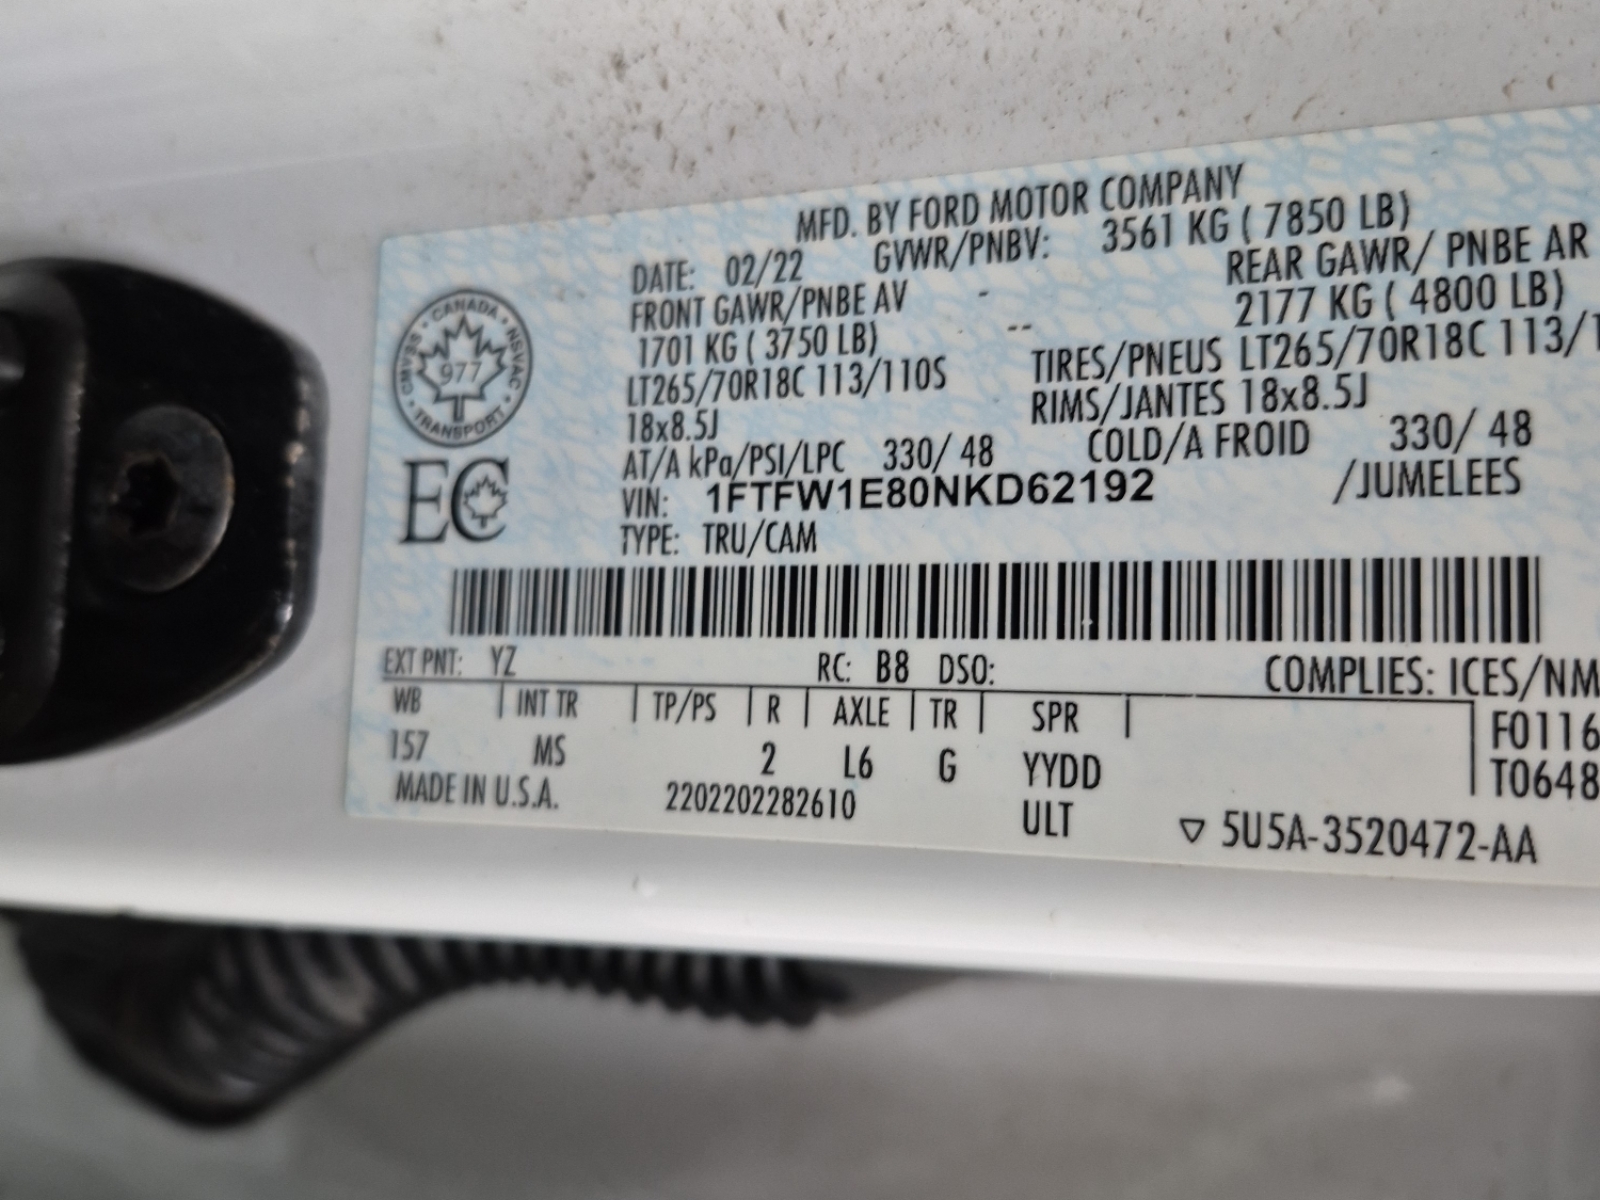 MFD. BY FORD MOTOR COMPANY
DATE: 02/22 GVWR/PNBV: 3561 KG ( 7850 LB)
FRONT GAWR/PNBE AV - REAR GAWR/ PNBE AR
1701 KG ( 3750 LB) -- 2177 KG ( 4800 LB)
LT265/70R18C 113/110S TIRES/PNEUS LT265/70R18C 113/1
18x8.5J RIMS/JANTES 18x8.5J
AT/A kPa/PSI/LPC 330/ 48 COLD/A FROID 330/ 48
VIN: 1FTFW1E80NKD62192 /JUMELEES
TYPE: TRU/CAM
CANADA · NSVAC · TRANSPORT · CMVSS
977
EC
EXT PNT: YZ RC: B8 DSO: COMPLIES: ICES/NM
WB | INT TR | TP/PS | R | AXLE | TR | SPR | F0116
157 MS 2 L6 G YYDD T0648
MADE IN U.S.A. 2202202282610 ULT ▽ 5U5A-3520472-AA